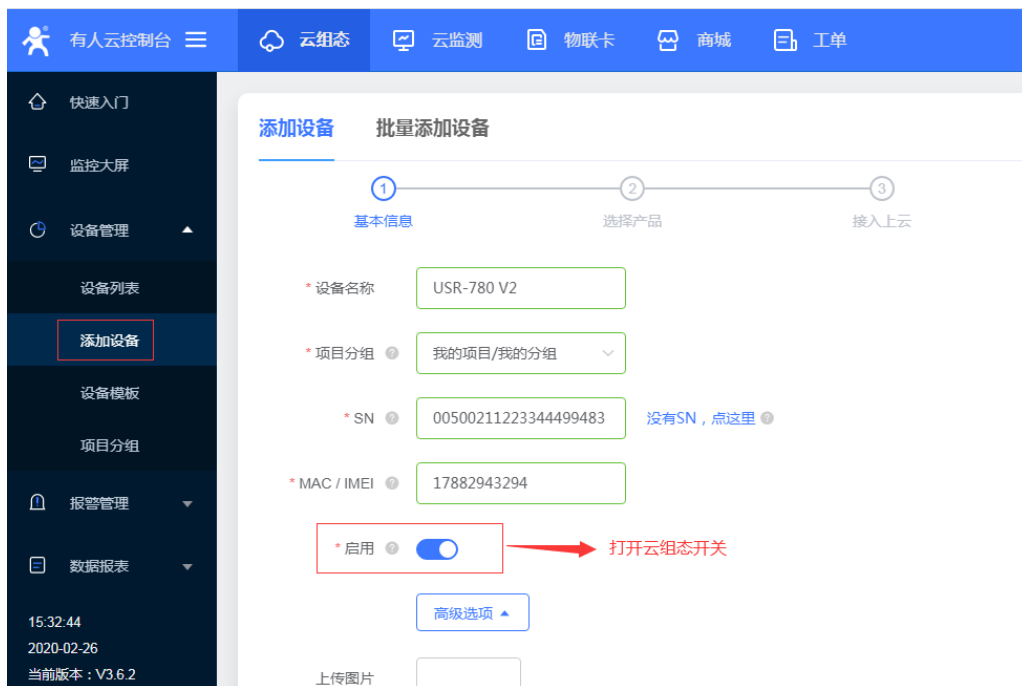 有人云控制台
云组态
云监测
物联卡
商城
工单
快速入门
监控大屏
设备管理
设备列表
添加设备
设备模板
项目分组
报警管理
数据报表
15:32:44
2020-02-26
当前版本：V3.6.2
添加设备 批量添加设备
1 2 3
基本信息 选择产品 接入上云
* 设备名称 USR-780 V2
* 项目分组 我的项目/我的分组
* SN 00500211223344499483 没有SN，点这里
* MAC / IMEI 17882943294
* 启用 打开云组态开关
高级选项
上传图片